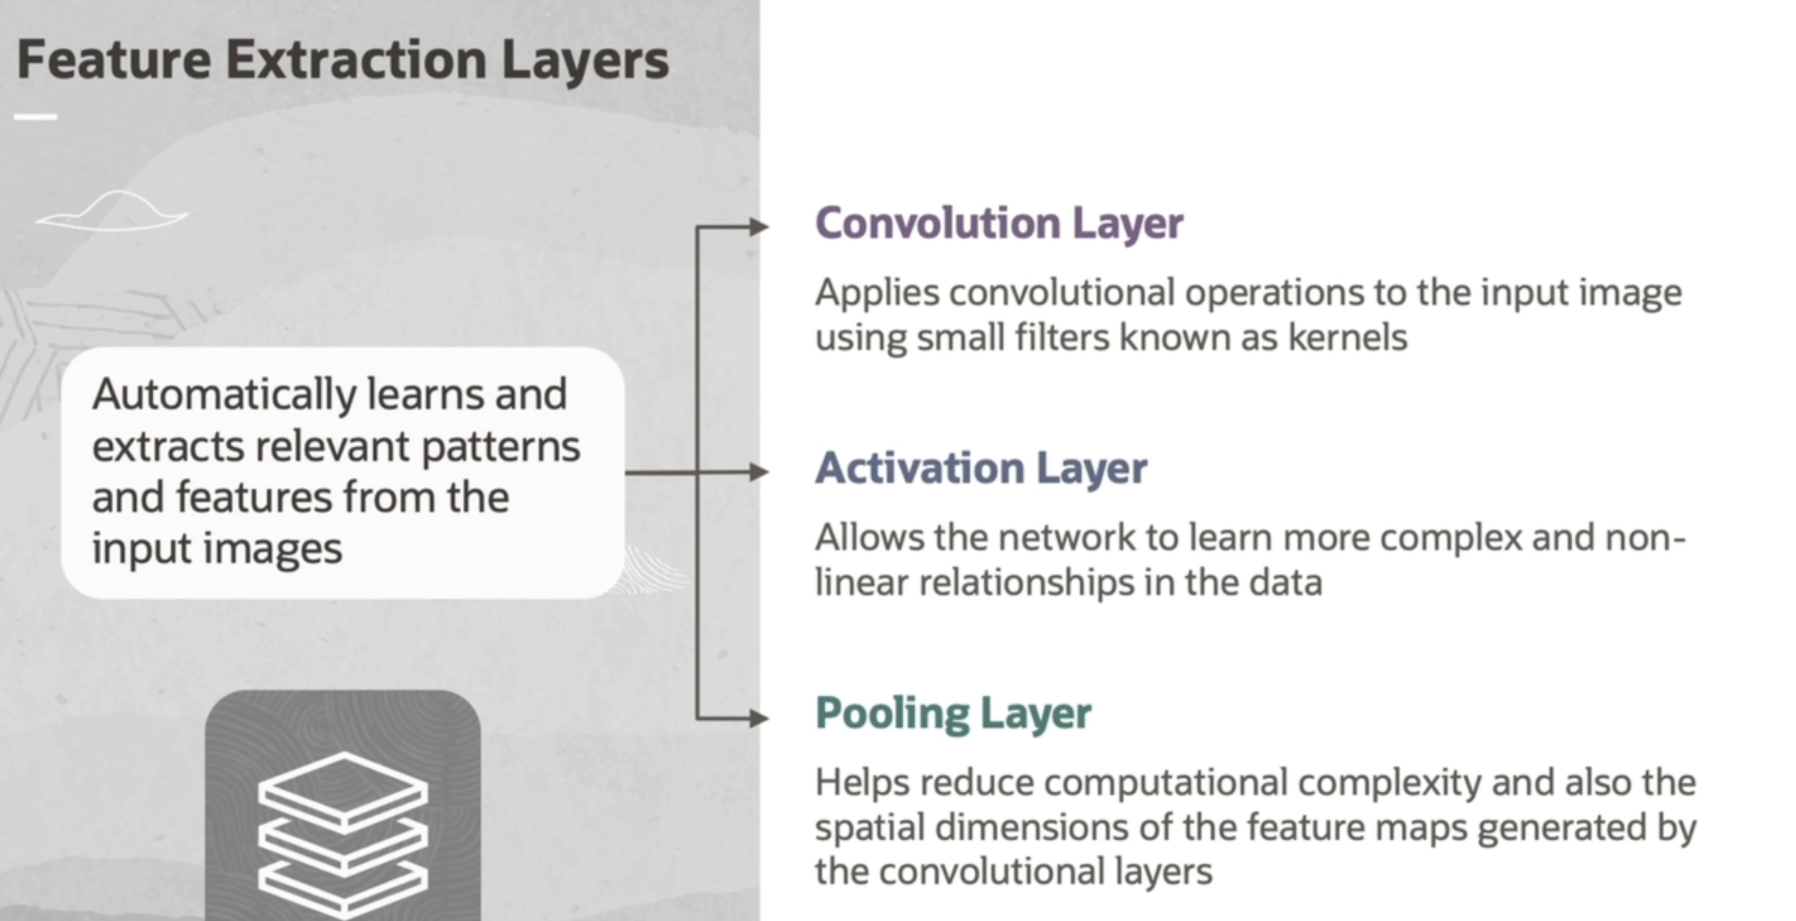 Feature Extraction Layers
Automatically learns and
extracts relevant patterns
and features from the
input images
Convolution Layer
Applies convolutional operations to the input image
using small filters known as kernels
Activation Layer
Allows the network to learn more complex and non-
linear relationships in the data
Pooling Layer
Helps reduce computational complexity and also the
spatial dimensions of the feature maps generated by
the convolutional layers